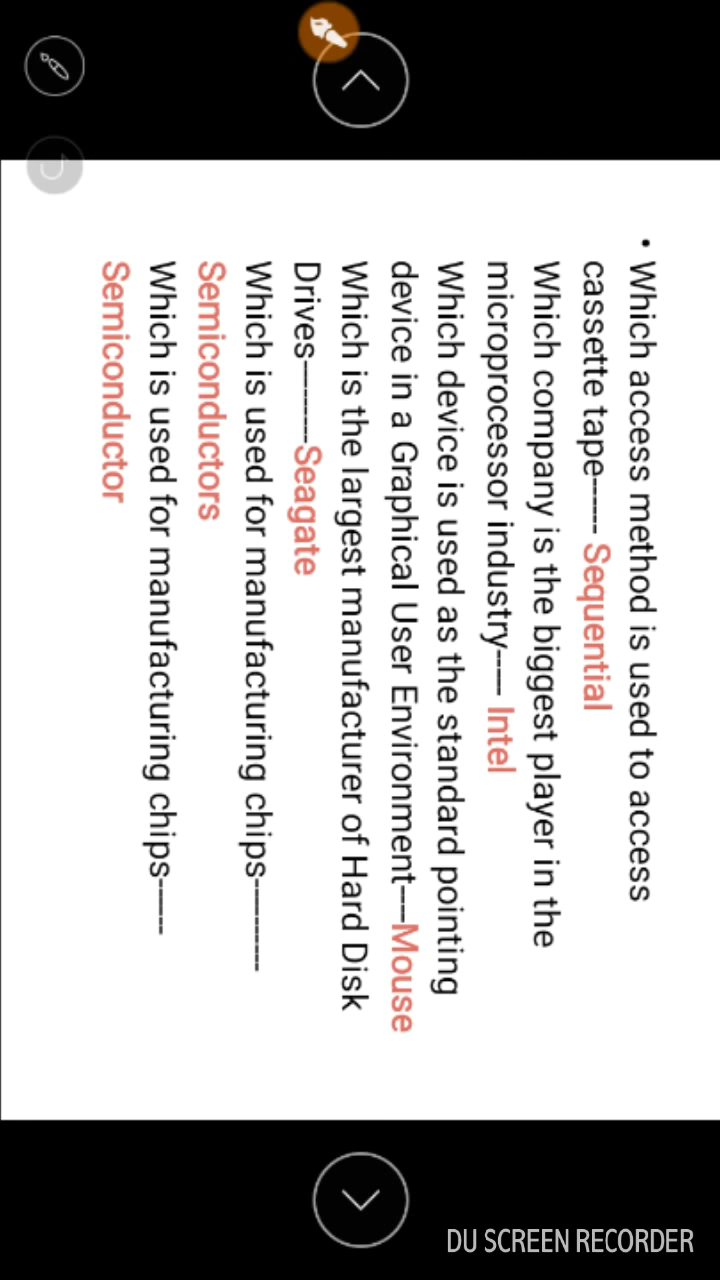 • Which access method is used to access
cassette tape------ Sequential
Which company is the biggest player in the
microprocessor industry----- Intel
Which device is used as the standard pointing
device in a Graphical User Environment----Mouse
Which is the largest manufacturer of Hard Disk
Drives---------Seagate
Which is used for manufacturing chips----------
Semiconductors
Which is used for manufacturing chips------
Semiconductor
DU SCREEN RECORDER